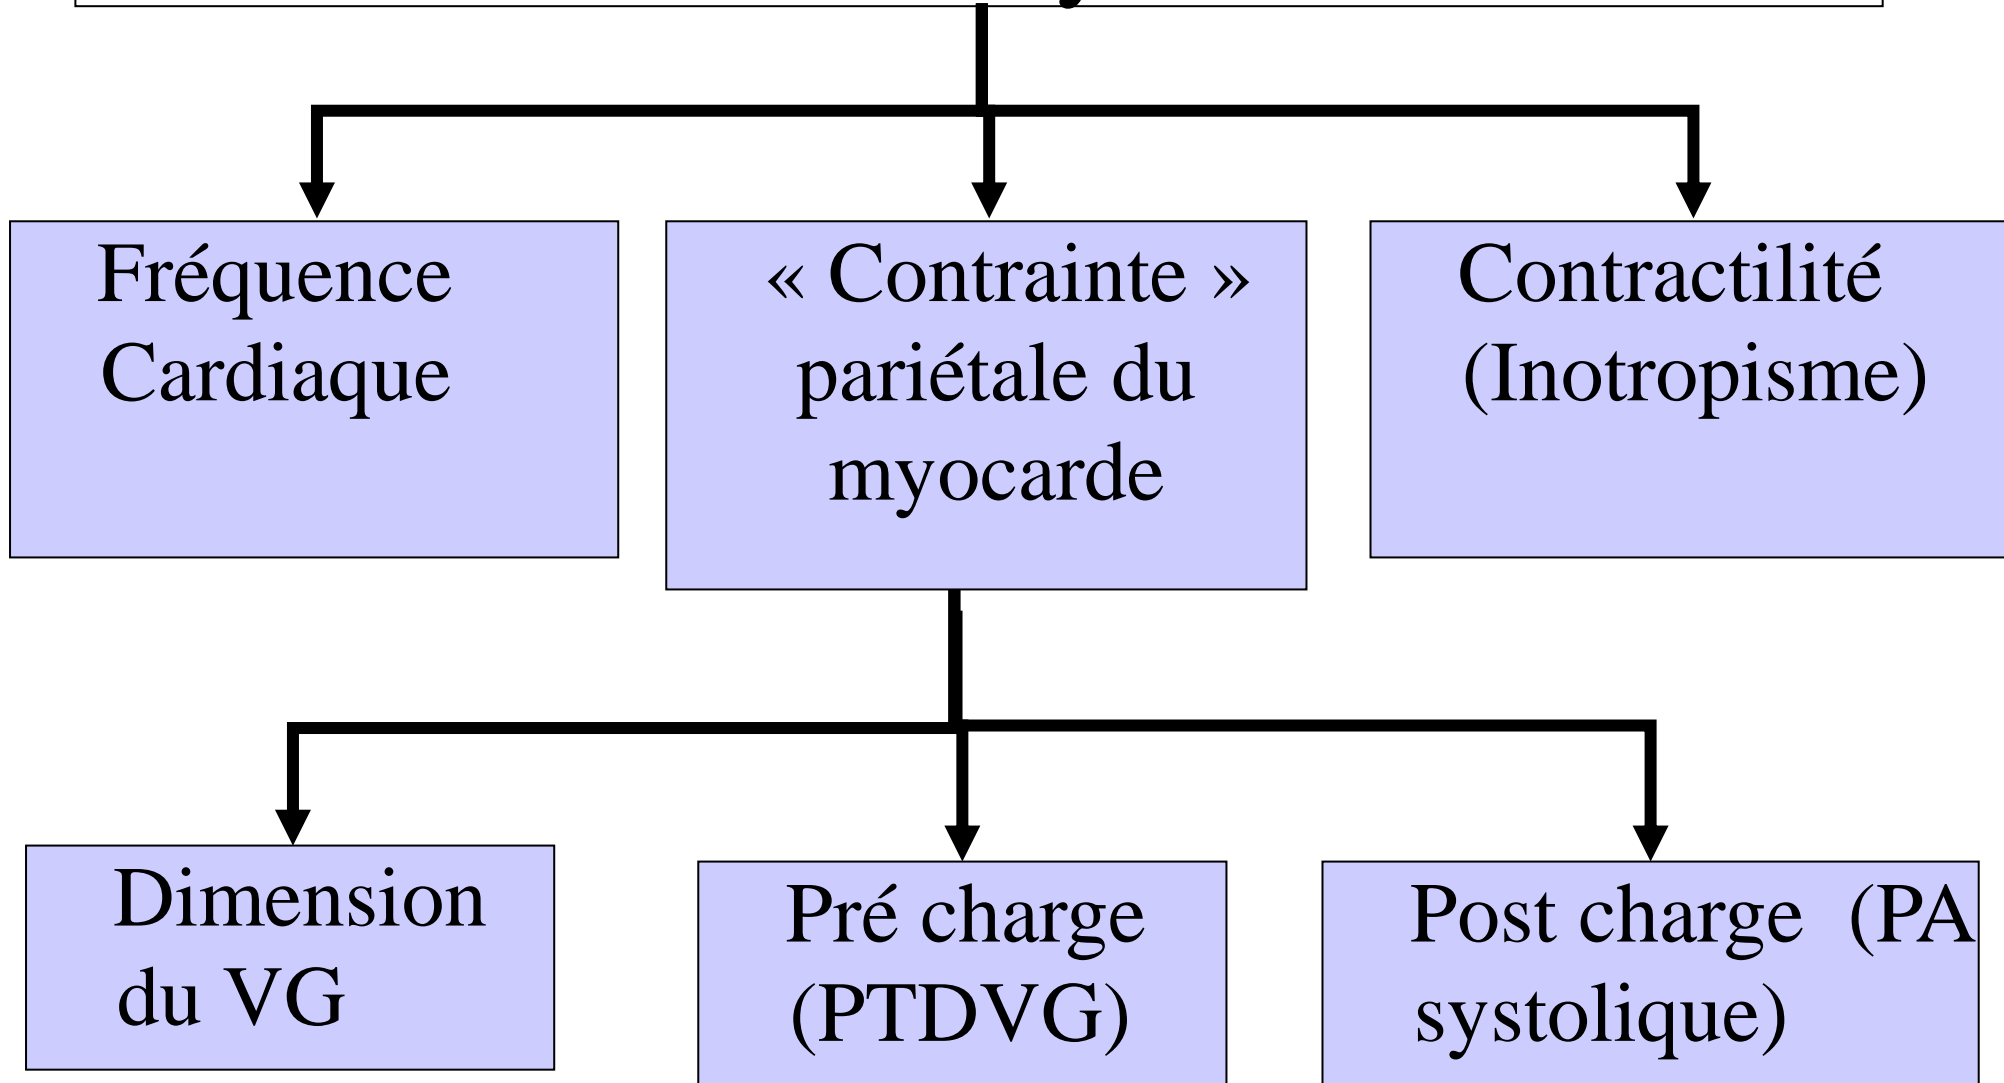 Fréquence
Cardiaque
« Contrainte »
pariétale du
myocarde
Contractilité
(Inotropisme)
Dimension
du VG
Pré charge
(PTDVG)
Post charge (PA
systolique)